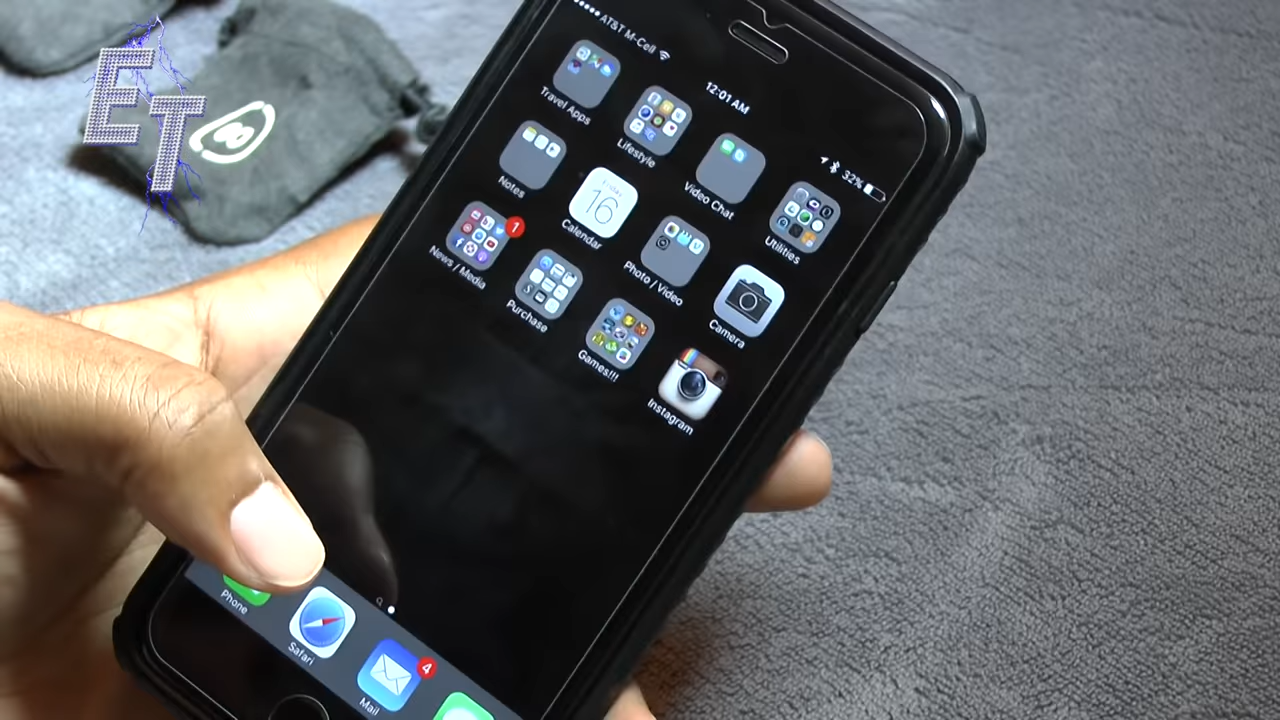 ET
AT&T M-Cell
12:01 AM
32%
Travel Apps
Lifestyle
Video Chat
Utilities
Notes
Friday
16
Calendar
Photo / Video
Camera
1
News / Media
Purchase
Games!!!
Instagram
Phone
Safari
4
Mail